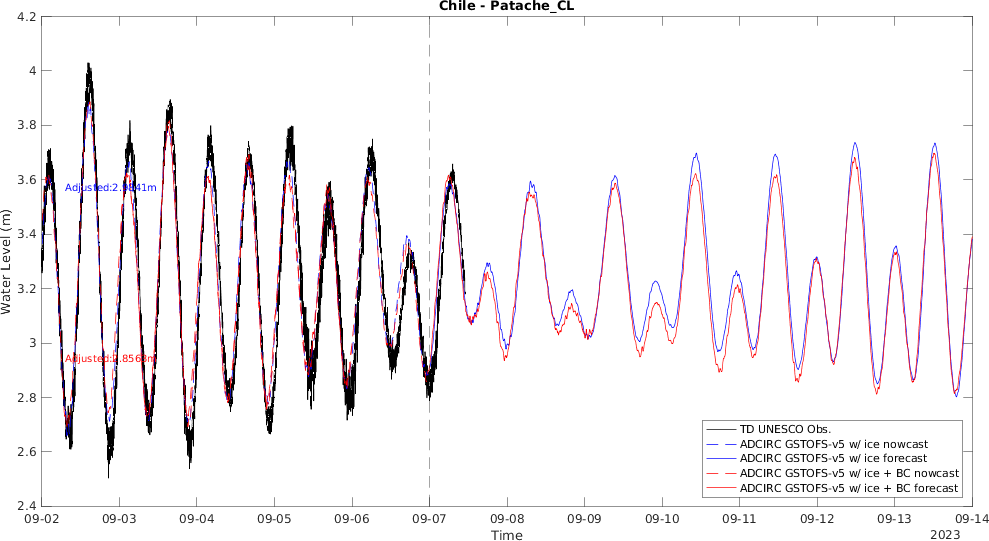 Chile - Patache_CL
4.2
4
3.8
3.6
3.4
3.2
3
2.8
2.6
2.4
Water Level (m)
Adjusted:2.9841m
TD UNESCO Obs.
ADCIRC GSTOFS-v5 w/ ice nowcast
ADCIRC GSTOFS-v5 w/ ice forecast
ADCIRC GSTOFS-v5 w/ ice + BC nowcast
ADCIRC GSTOFS-v5 w/ ice + BC forecast
09-02 09-03 09-04 09-05 09-06 09-07 09-08 09-09 09-10 09-11 09-12 09-13 09-14
Time
2023